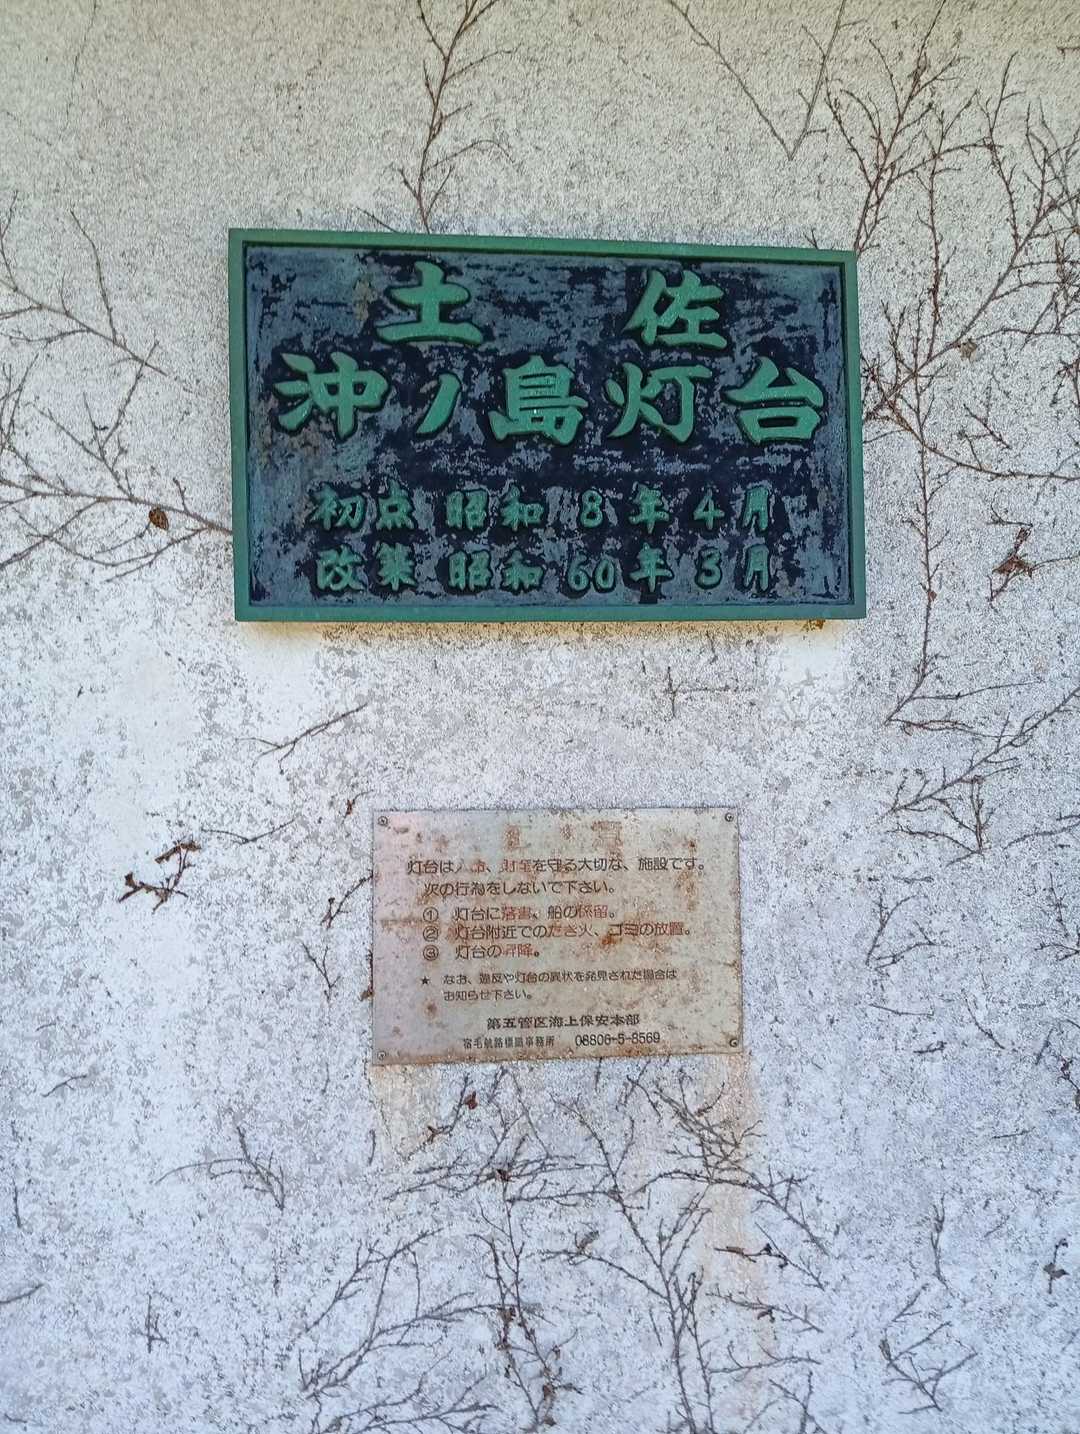 土佐
沖ノ島灯台
初点 昭和8年4月
改築 昭和60年3月
灯台は人命、財産を守る大切な、施設です。
次の行為をしないで下さい。
① 灯台に落書、船の係留。
② 灯台附近でのたき火、ゴミの放置。
③ 灯台の昇降。
★ なお、違反や灯台の異状を発見された場合は
お知らせ下さい。
第五管区海上保安本部
宿毛航路標識事務所 08806-5-8569